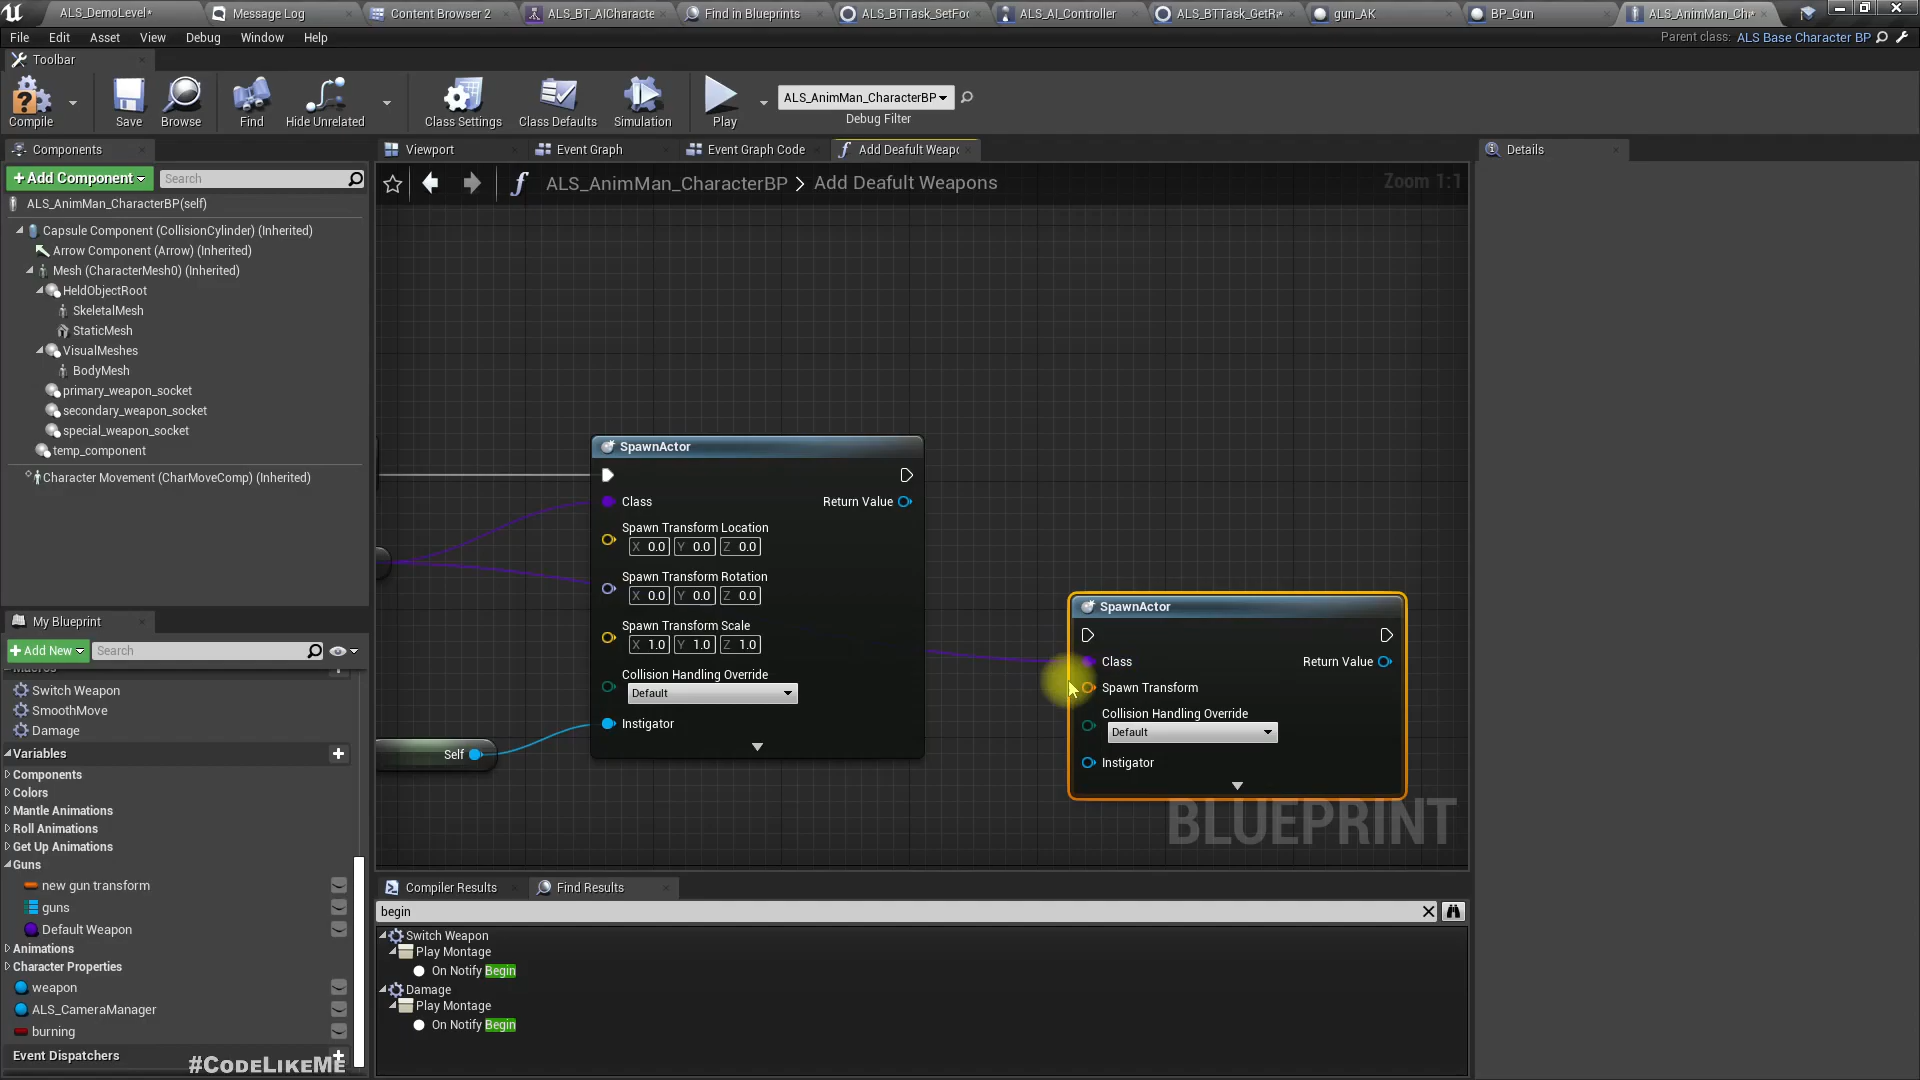 ALS_DemoLevel*
Message Log
Content Browser 2
ALS_BT_AICharacte
Find in Blueprints
ALS_BTTask_SetFoc
ALS_AI_Controller
ALS_BTTask_GetRa*
gun_AK
BP_Gun
ALS_AnimMan_Cha*
File Edit Asset View Debug Window Help
Parent class: ALS Base Character BP
Toolbar
Compile
Save
Browse
Find
Hide Unrelated
Class Settings
Class Defaults
Simulation
Play
ALS_AnimMan_CharacterBP
Debug Filter
Components
Viewport
Event Graph
Event Graph Code
Add Deafult Weapo
Details
+ Add Component
Search
ALS_AnimMan_CharacterBP > Add Deafult Weapons
Zoom 1:1
ALS_AnimMan_CharacterBP(self)
Capsule Component (CollisionCylinder) (Inherited)
Arrow Component (Arrow) (Inherited)
Mesh (CharacterMesh0) (Inherited)
HeldObjectRoot
SkeletalMesh
StaticMesh
VisualMeshes
BodyMesh
primary_weapon_socket
secondary_weapon_socket
special_weapon_socket
temp_component
Character Movement (CharMoveComp) (Inherited)
SpawnActor
Class
Return Value
Spawn Transform Location
X 0.0 Y 0.0 Z 0.0
Spawn Transform Rotation
X 0.0 Y 0.0 Z 0.0
Spawn Transform Scale
X 1.0 Y 1.0 Z 1.0
Collision Handling Override
Default
Instigator
Self
SpawnActor
Class
Return Value
Spawn Transform
Collision Handling Override
Default
Instigator
BLUEPRINT
My Blueprint
+ Add New
Search
Macros
Switch Weapon
SmoothMove
Damage
Variables
Components
Colors
Mantle Animations
Roll Animations
Get Up Animations
Guns
new gun transform
guns
Default Weapon
Animations
Character Properties
weapon
ALS_CameraManager
burning
Event Dispatchers
#CodeLikeMe
Compiler Results
Find Results
begin
Switch Weapon
Play Montage
On Notify Begin
Damage
Play Montage
On Notify Begin